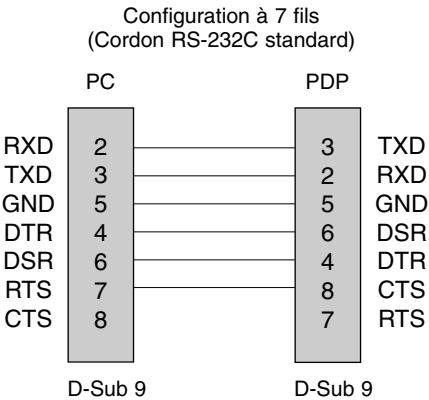 Configuration à 7 fils
(Cordon RS-232C standard)
PC PDP
RXD 2 3 TXD
TXD 3 2 RXD
GND 5 5 GND
DTR 4 6 DSR
DSR 6 4 DTR
RTS 7 8 CTS
CTS 8 7 RTS
D-Sub 9 D-Sub 9